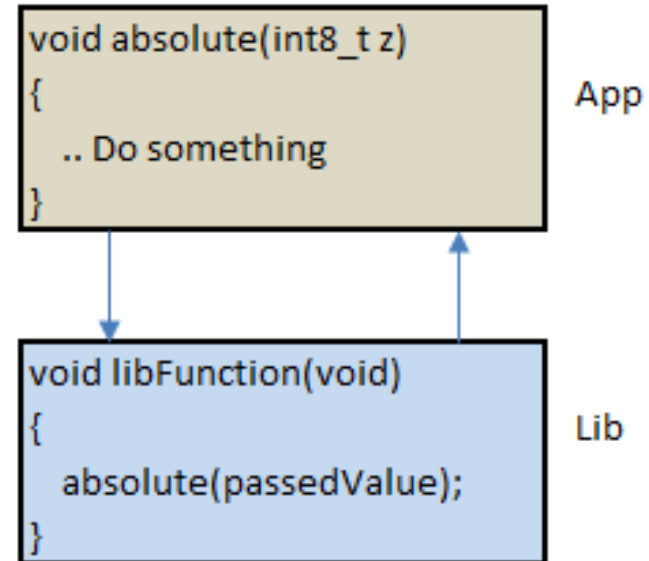 void absolute(int8_t z)
{
.. Do something
}
App
void libFunction(void)
{
absolute(passedValue);
}
Lib